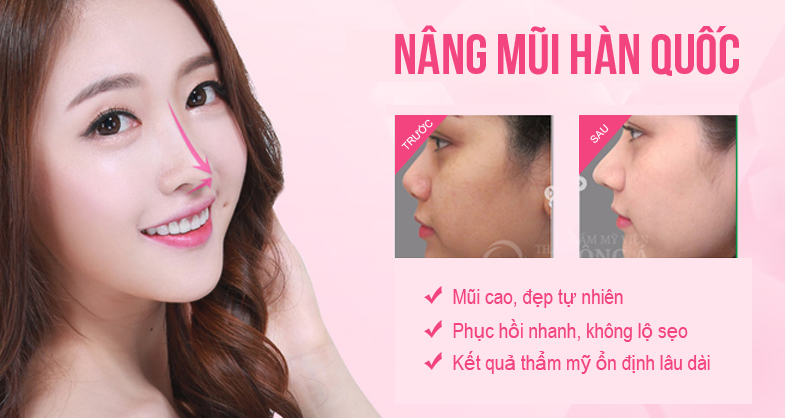 NÂNG MŨI HÀN QUỐC
TRƯỚC
SAU
Mũi cao, đẹp tự nhiên
Phục hồi nhanh, không lộ sẹo
Kết quả thẩm mỹ ổn định lâu dài